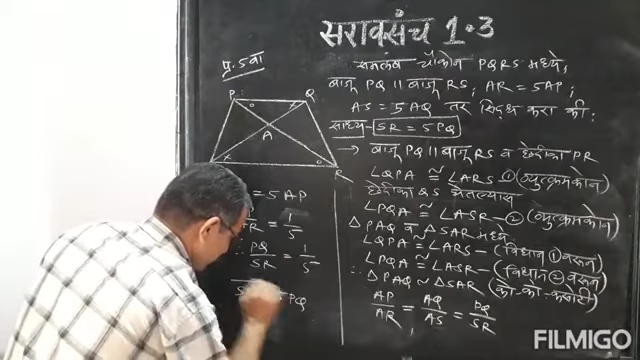 सरावसंच 1.3
प्र. 5वा
समलंब चौकोन PQRS मध्ये,
बाजू PQ || बाजू RS, AR = 5AP,
AS = 5AQ तर सिद्ध करा की.
साध्य- SR = 5PQ
P Q
A
R
→ बाजू PQ || बाजू RS व छेदीका PR
∠QPA ≅ ∠ARS -① (व्युत्क्रमकोन)
छेदीका QS घेतल्यास
∠PQA ≅ ∠ASR -② (व्युत्क्रमकोन)
△PAQ व △SAR मध्ये
∠QPA ≅ ∠ARS - (विधान ① वरून)
∠PQA ≅ ∠ASR - (विधान ② वरून)
∴ △PAQ ~ △SAR (को-को-कसोटी)
AP/AR = AQ/AS = PQ/SR
= 5AP
= 1/5
∴ PQ/SR = 1/5
PQ
FILMIGO